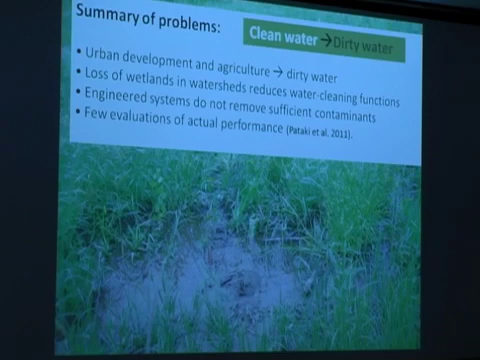 Summary of problems:
Clean water → Dirty water
• Urban development and agriculture → dirty water
• Loss of wetlands in watersheds reduces water-cleaning functions
• Engineered systems do not remove sufficient contaminants
• Few evaluations of actual performance (Pataki et al. 2011).